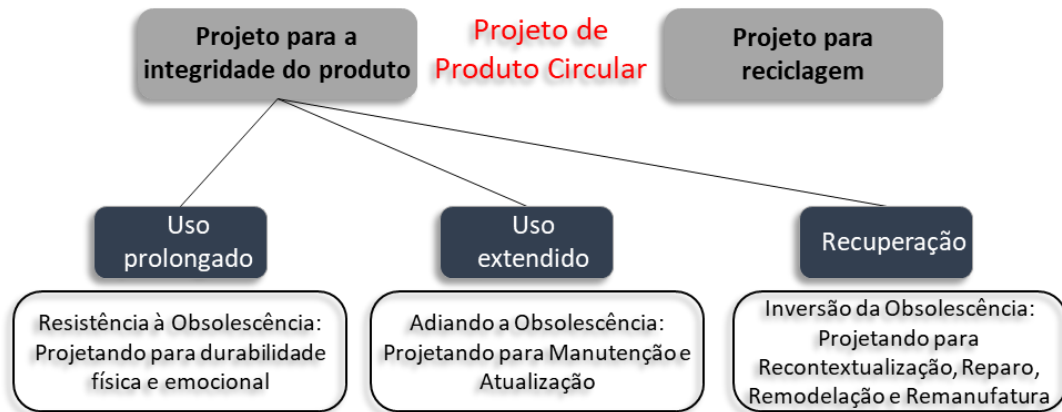 Projeto para a
integridade do produto
Projeto de
Produto Circular
Projeto para
reciclagem
Uso
prolongado
Uso
extendido
Recuperação
Resistência à Obsolescência:
Projetando para durabilidade
física e emocional
Adiando a Obsolescência:
Projetando para Manutenção e
Atualização
Inversão da Obsolescência:
Projetando para
Recontextualização, Reparo,
Remodelação e Remanufatura